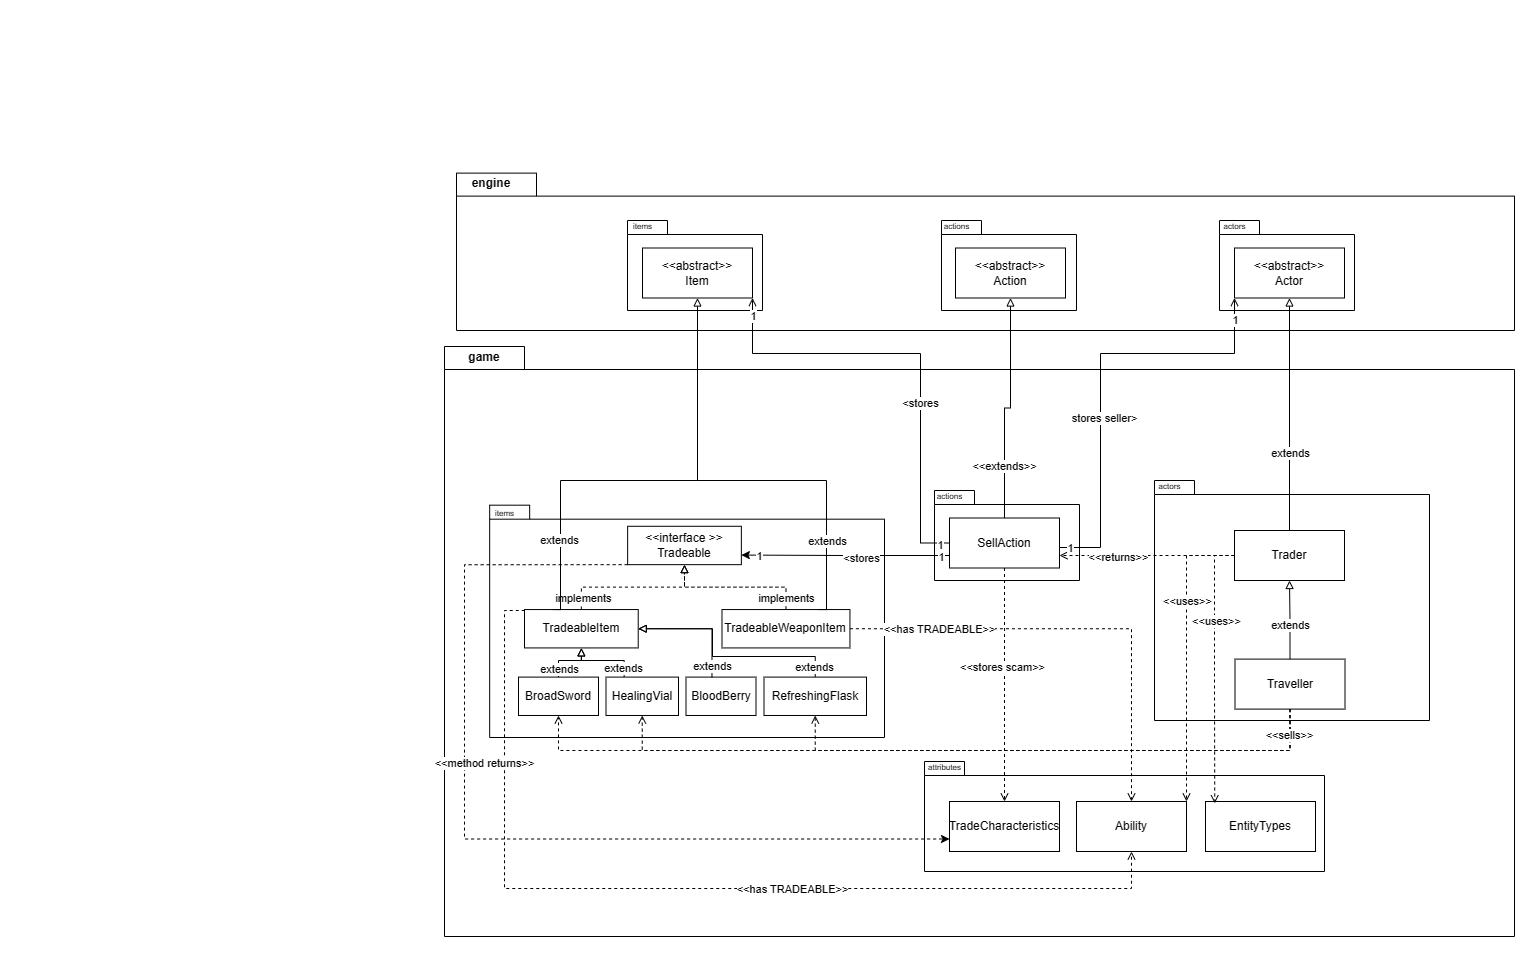 engine
items
actions
actors
<<abstract>>
Item
<<abstract>>
Action
<<abstract>>
Actor
1
1
game
<stores
stores seller>
extends
<<extends>>
actors
actions
items
<<interface >>
Tradeable
extends
extends
SellAction
1
1
1
1
<stores
<<returns>>
Trader
implements
implements
<<uses>>
<<uses>>
extends
TradeableItem
TradeableWeaponItem
<<has TRADEABLE>>
extends
extends
extends
extends
<<stores scam>>
BroadSword
HealingVial
BloodBerry
RefreshingFlask
Traveller
<<sells>>
<<method returns>>
attributes
TradeCharacteristics
Ability
EntityTypes
<<has TRADEABLE>>